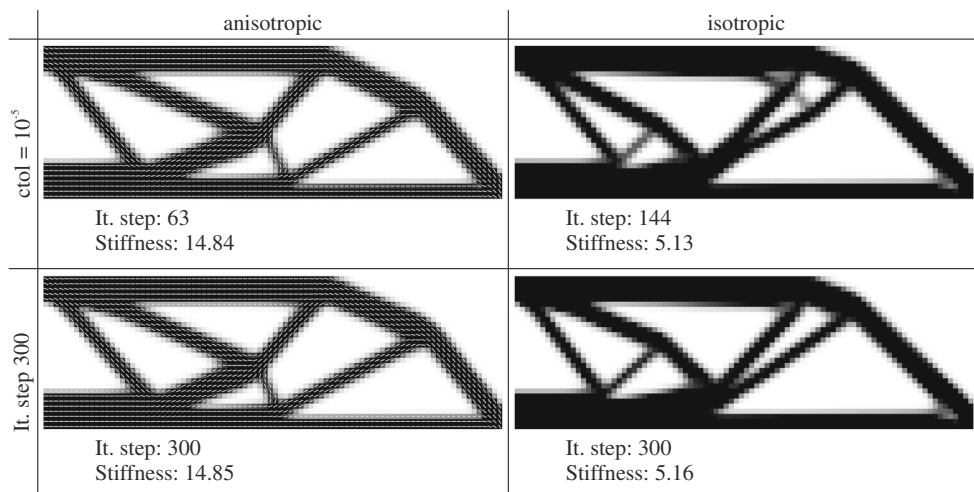 anisotropic
isotropic
ctol = 10⁻⁵
It. step: 63
Stiffness: 14.84
It. step: 144
Stiffness: 5.13
It. step 300
It. step: 300
Stiffness: 14.85
It. step: 300
Stiffness: 5.16